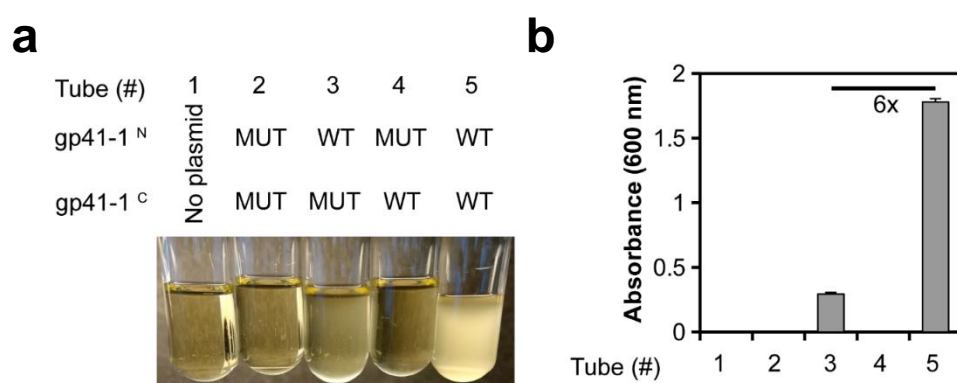 a
Tube (#) 1 2 3 4 5
gp41-1 N No plasmid MUT WT MUT WT
gp41-1 C MUT MUT WT WT
b
Absorbance (600 nm)
2
1.5
1
0.5
0
6x
Tube (#) 1 2 3 4 5